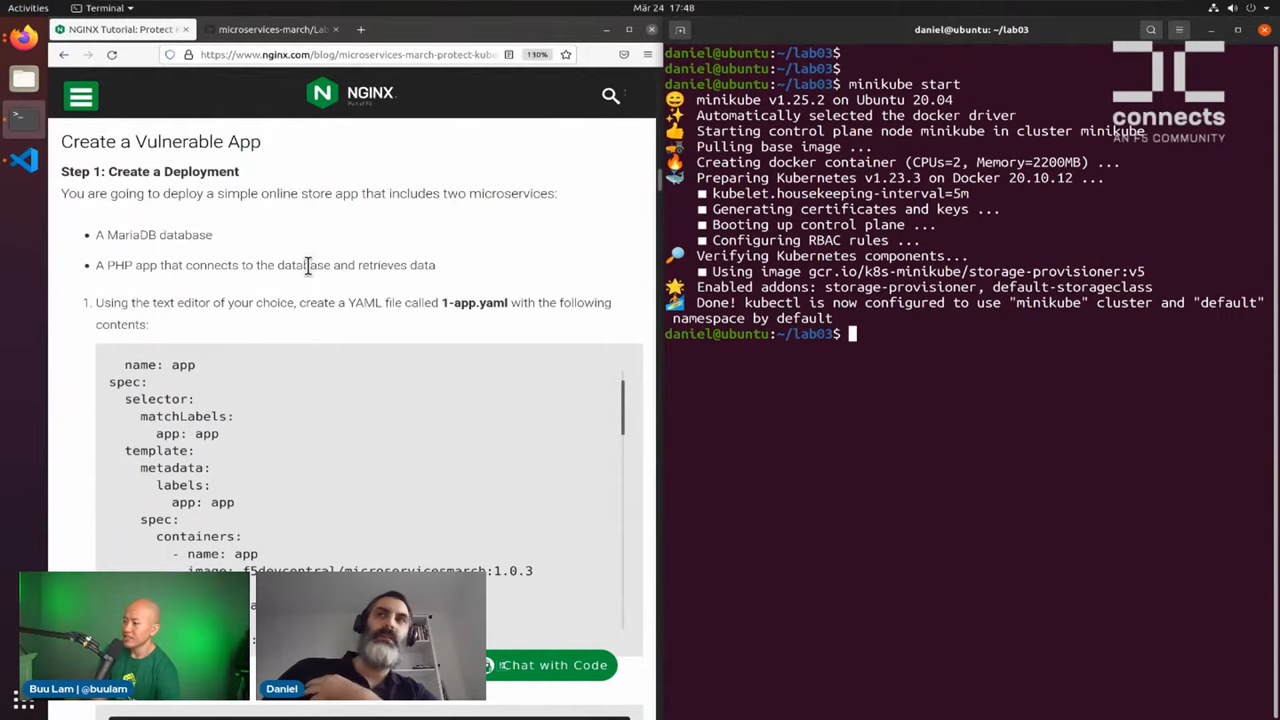 Activities
Terminal
Mär 24 17:48
NGINX Tutorial: Protect K
microservices-march/Lab
https://www.nginx.com/blog/microservices-march-protect-kube
130%
NGINX
Create a Vulnerable App
Step 1: Create a Deployment
You are going to deploy a simple online store app that includes two microservices:
• A MariaDB database
• A PHP app that connects to the database and retrieves data
1. Using the text editor of your choice, create a YAML file called 1-app.yaml with the following
contents:
name: app
spec:
selector:
matchLabels:
app: app
template:
metadata:
labels:
app: app
spec:
containers:
- name: app
image: f5devcentral/microservicesmarch:1.0.3
Chat with Code
Buu Lam | @buulam
Daniel
daniel@ubuntu: ~/lab03
daniel@ubuntu:~/lab03$
daniel@ubuntu:~/lab03$
daniel@ubuntu:~/lab03$ minikube start
minikube v1.25.2 on Ubuntu 20.04
Automatically selected the docker driver
Starting control plane node minikube in cluster minikube
Pulling base image ...
Creating docker container (CPUs=2, Memory=2200MB) ...
Preparing Kubernetes v1.23.3 on Docker 20.10.12 ...
▪ kubelet.housekeeping-interval=5m
▪ Generating certificates and keys ...
▪ Booting up control plane ...
▪ Configuring RBAC rules ...
Verifying Kubernetes components...
▪ Using image gcr.io/k8s-minikube/storage-provisioner:v5
Enabled addons: storage-provisioner, default-storageclass
Done! kubectl is now configured to use "minikube" cluster and "default"
namespace by default
daniel@ubuntu:~/lab03$
connects
AN F5 COMMUNITY